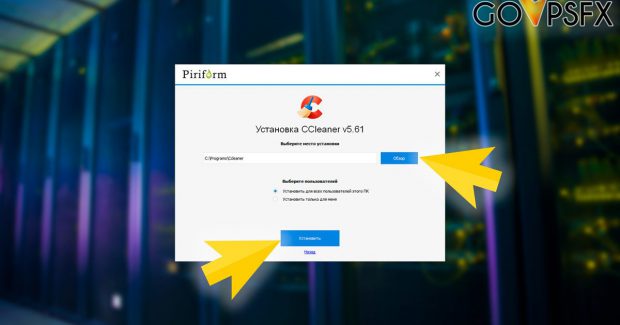 GOVPSFX
Piriform
Установка CCleaner v5.61
Выберите место установки
C:\Programs\Ccleaner
Обзор
Выберите пользователей
Установить для всех пользователей этого ПК
Установить только для меня
Установить
Назад